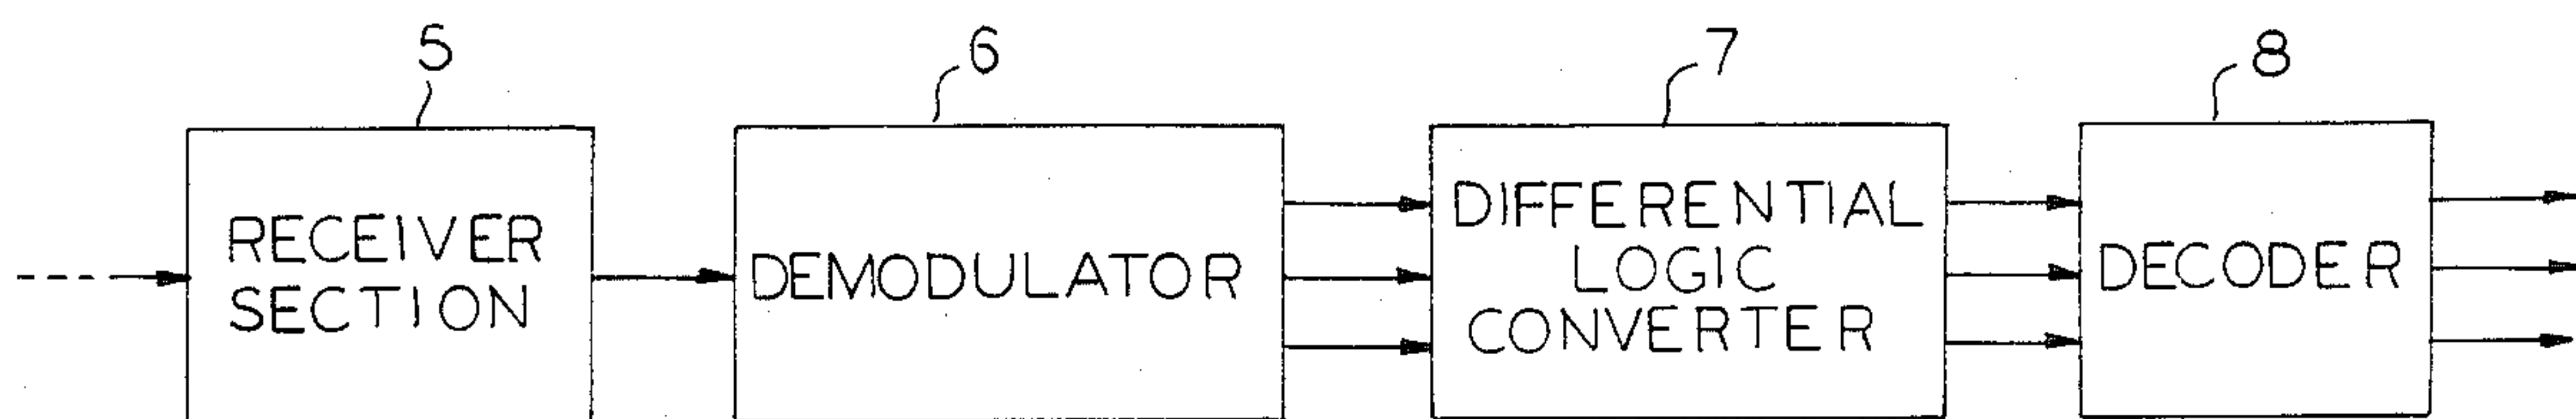 5
6
7
8
RECEIVER
SECTION
DEMODULATOR
DIFFERENTIAL
LOGIC
CONVERTER
DECODER